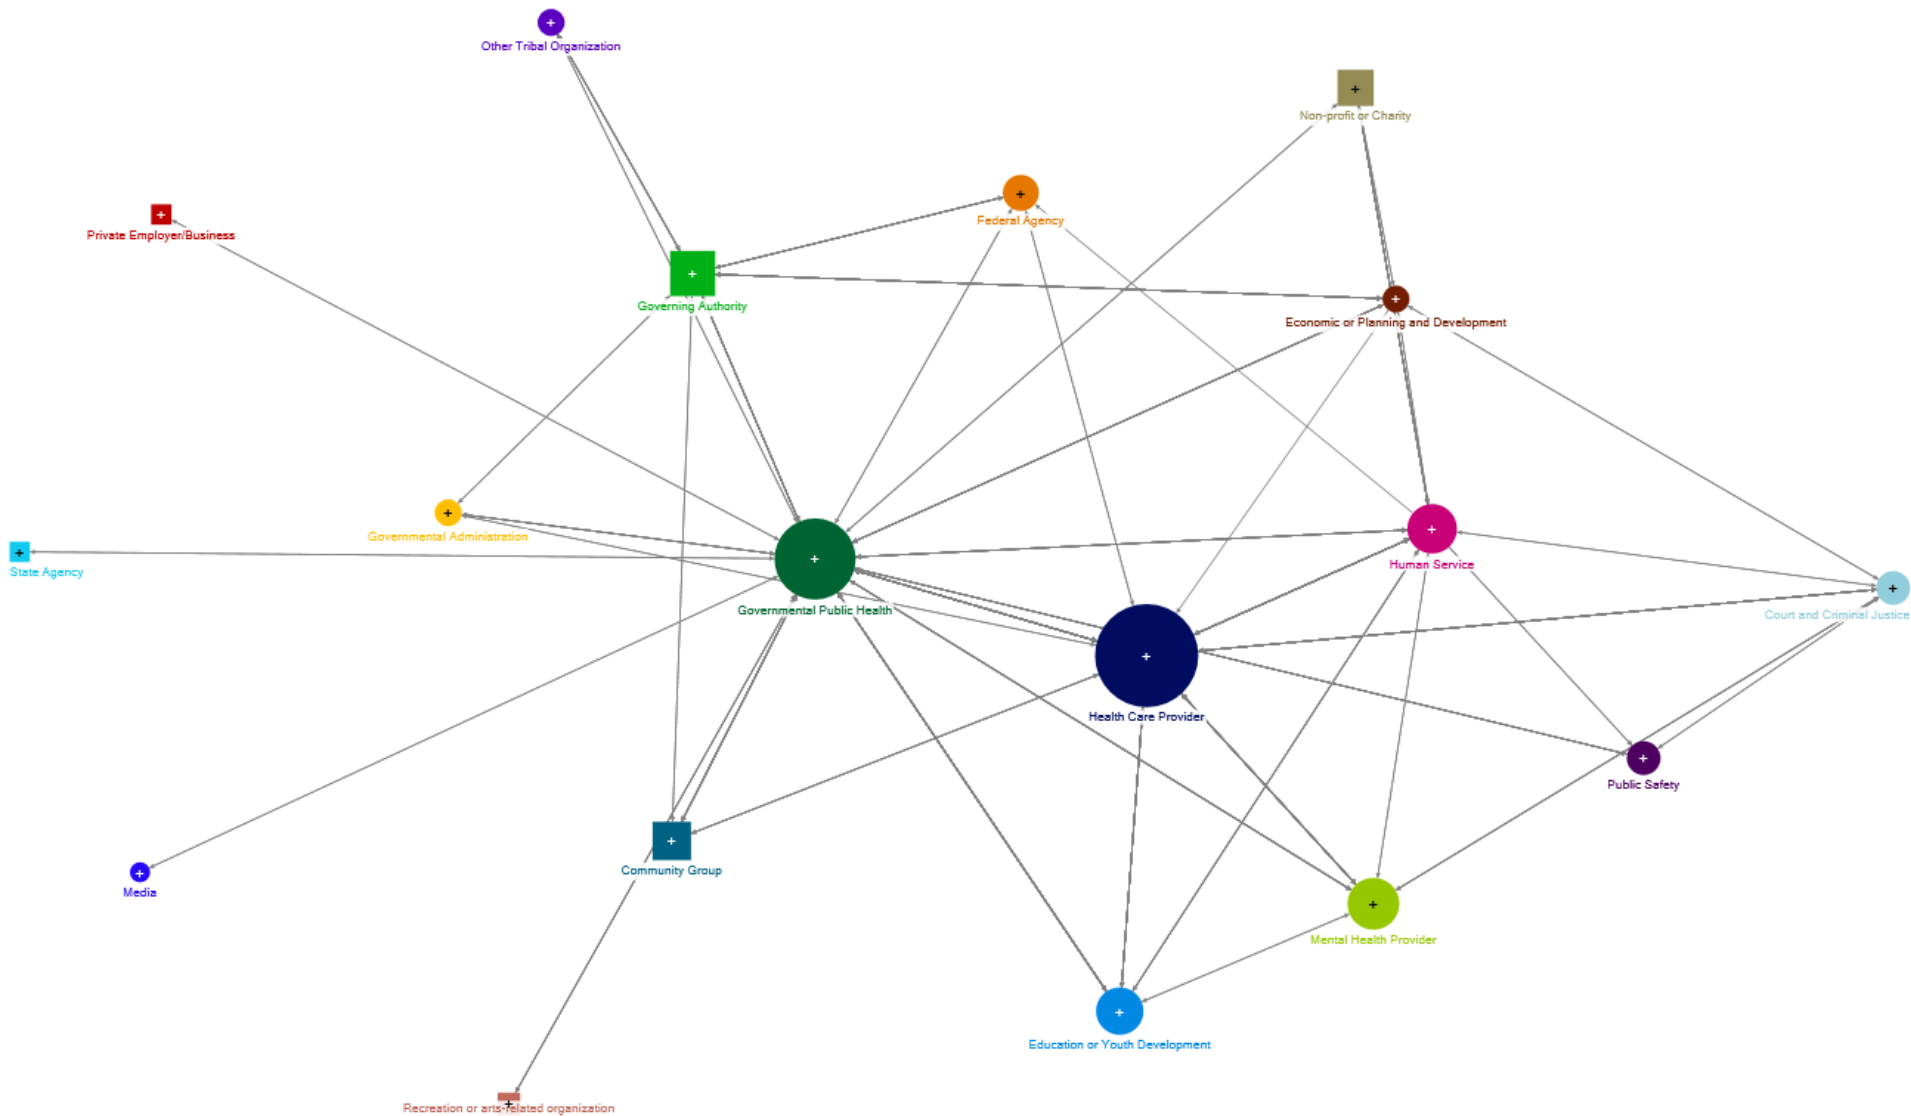 Other Tribal Organization
Non-profit or Charity
Federal Agency
Private Employer/Business
Governing Authority
Economic or Planning and Development
Governmental Administration
State Agency
Human Service
Governmental Public Health
Court and Criminal Justice
Health Care Provider
Public Safety
Community Group
Media
Mental Health Provider
Education or Youth Development
Recreation or arts-related organization